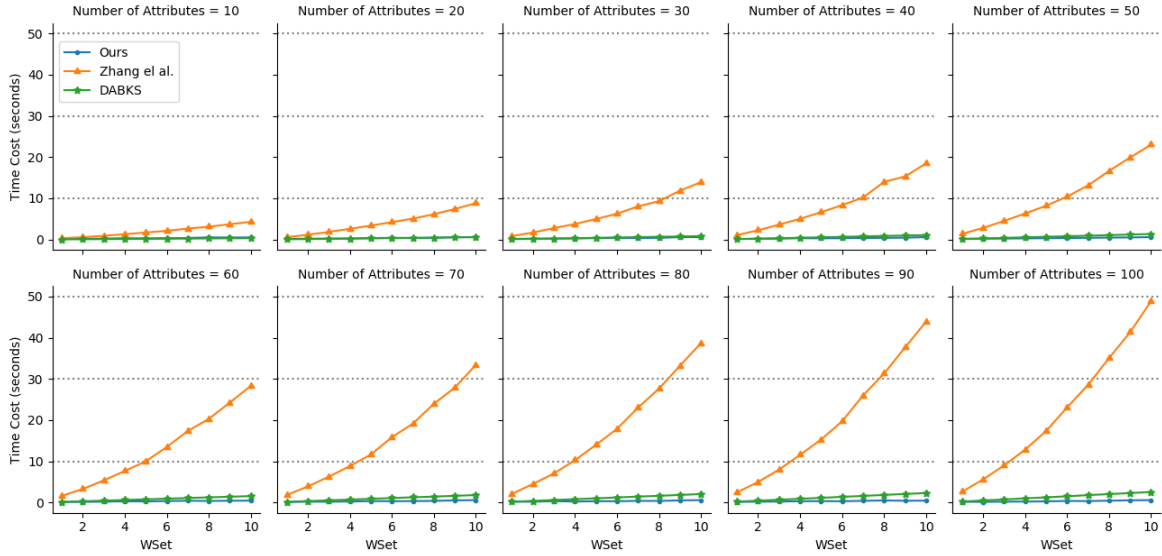 Number of Attributes = 10
Number of Attributes = 20
Number of Attributes = 30
Number of Attributes = 40
Number of Attributes = 50
Ours
Zhang el al.
DABKS
Time Cost (seconds)
50
40
30
20
10
0
Number of Attributes = 60
Number of Attributes = 70
Number of Attributes = 80
Number of Attributes = 90
Number of Attributes = 100
Time Cost (seconds)
50
40
30
20
10
0
2 4 6 8 10
2 4 6 8 10
2 4 6 8 10
2 4 6 8 10
2 4 6 8 10
WSet
WSet
WSet
WSet
WSet